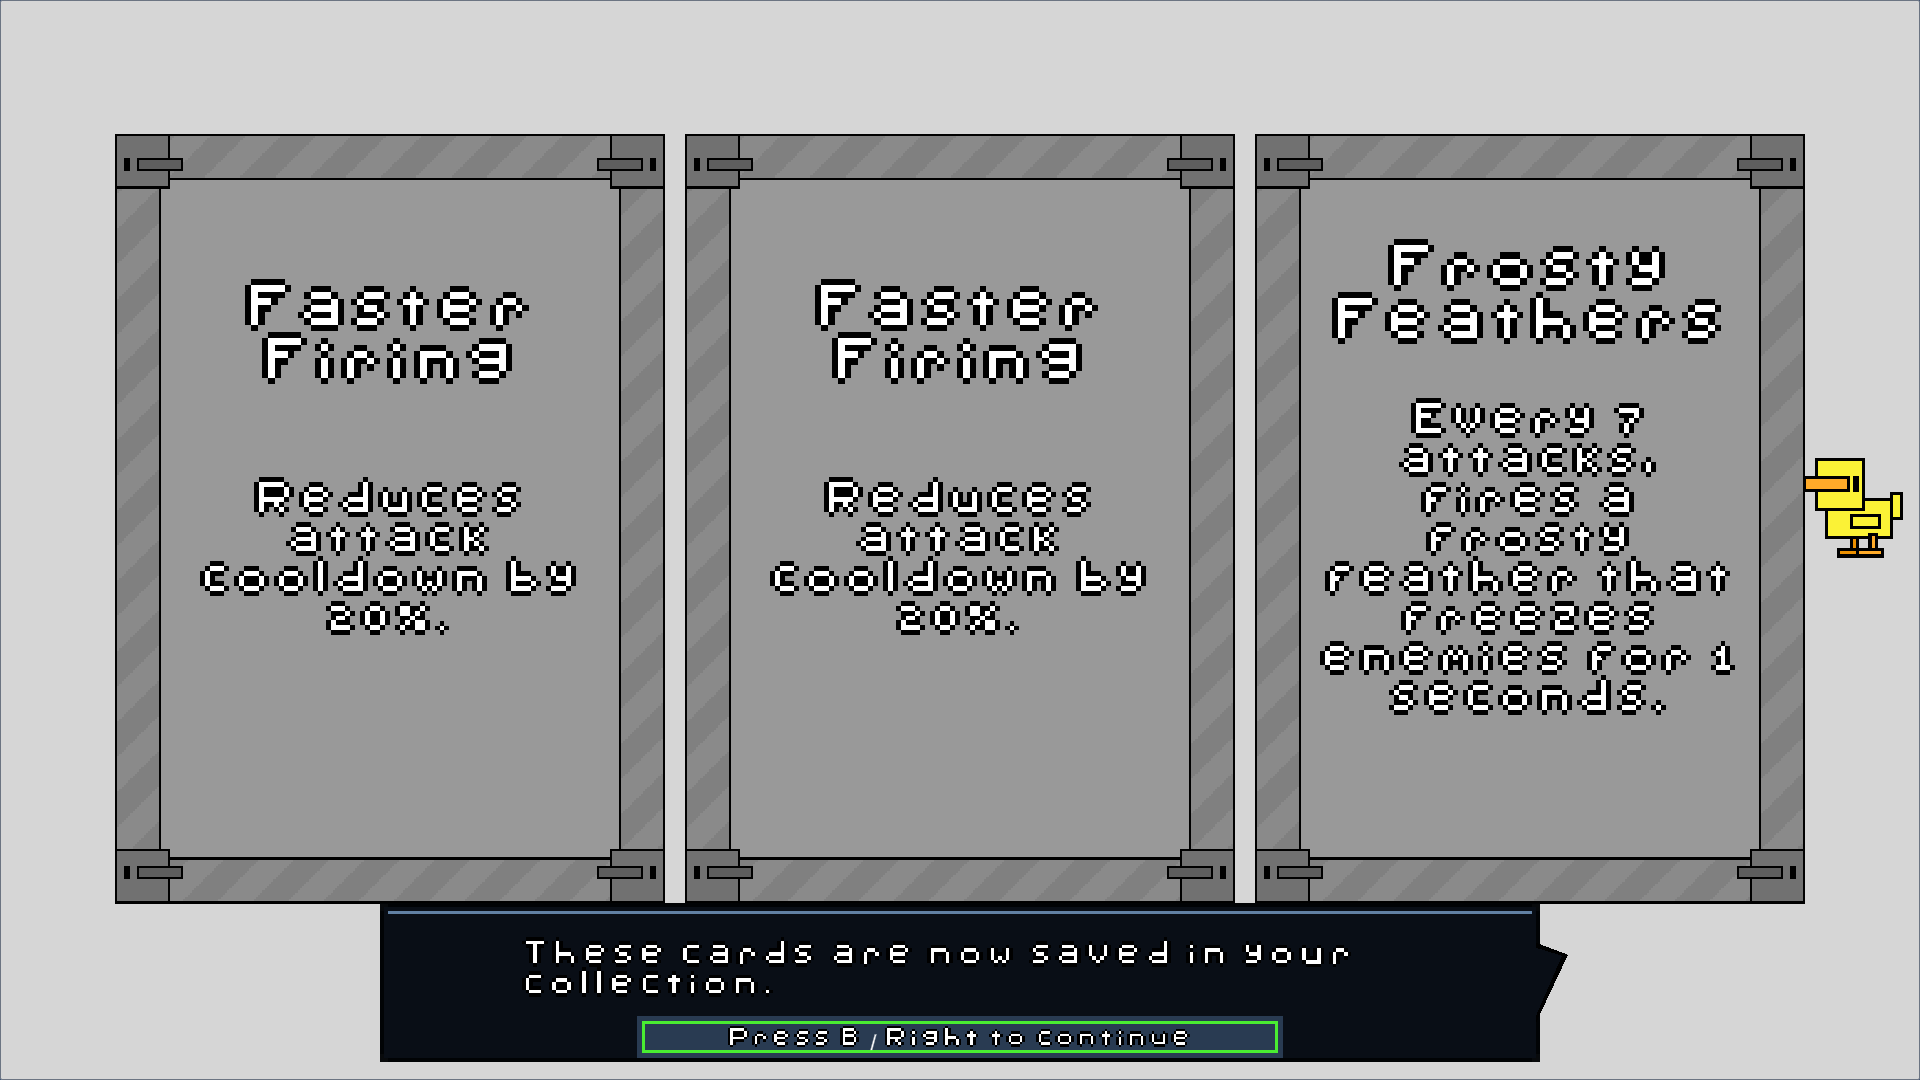 Faster
Firing
Reduces
attack
cooldown by
20%.
Faster
Firing
Reduces
attack
cooldown by
20%.
Frosty
Feathers
Every 7
attacks,
fires a
frosty
feather that
freezes
enemies for 1
seconds.
These cards are now saved in your
collection.
Press B / Right to continue